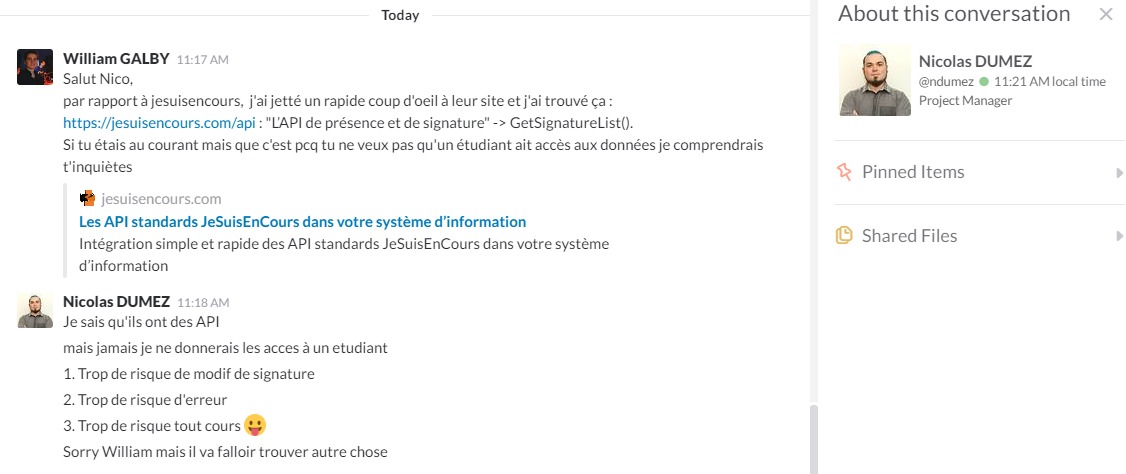 Today
William GALBY 11:17 AM
Salut Nico,
par rapport à jesuisencours, j'ai jetté un rapide coup d'oeil à leur site et j'ai trouvé ça :
https://jesuisencours.com/api : "L'API de présence et de signature" -> GetSignatureList().
Si tu étais au courant mais que c'est pcq tu ne veux pas qu'un étudiant ait accès aux données je comprendrais
t'inquiètes
jesuisencours.com
Les API standards JeSuisEnCours dans votre système d'information
Intégration simple et rapide des API standards JeSuisEnCours dans votre système
d'information
Nicolas DUMEZ 11:18 AM
Je sais qu'ils ont des API
mais jamais je ne donnerais les acces à un etudiant
1. Trop de risque de modif de signature
2. Trop de risque d'erreur
3. Trop de risque tout cours 😛
Sorry William mais il va falloir trouver autre chose
About this conversation
Nicolas DUMEZ
@ndumez 11:21 AM local time
Project Manager
Pinned Items
Shared Files